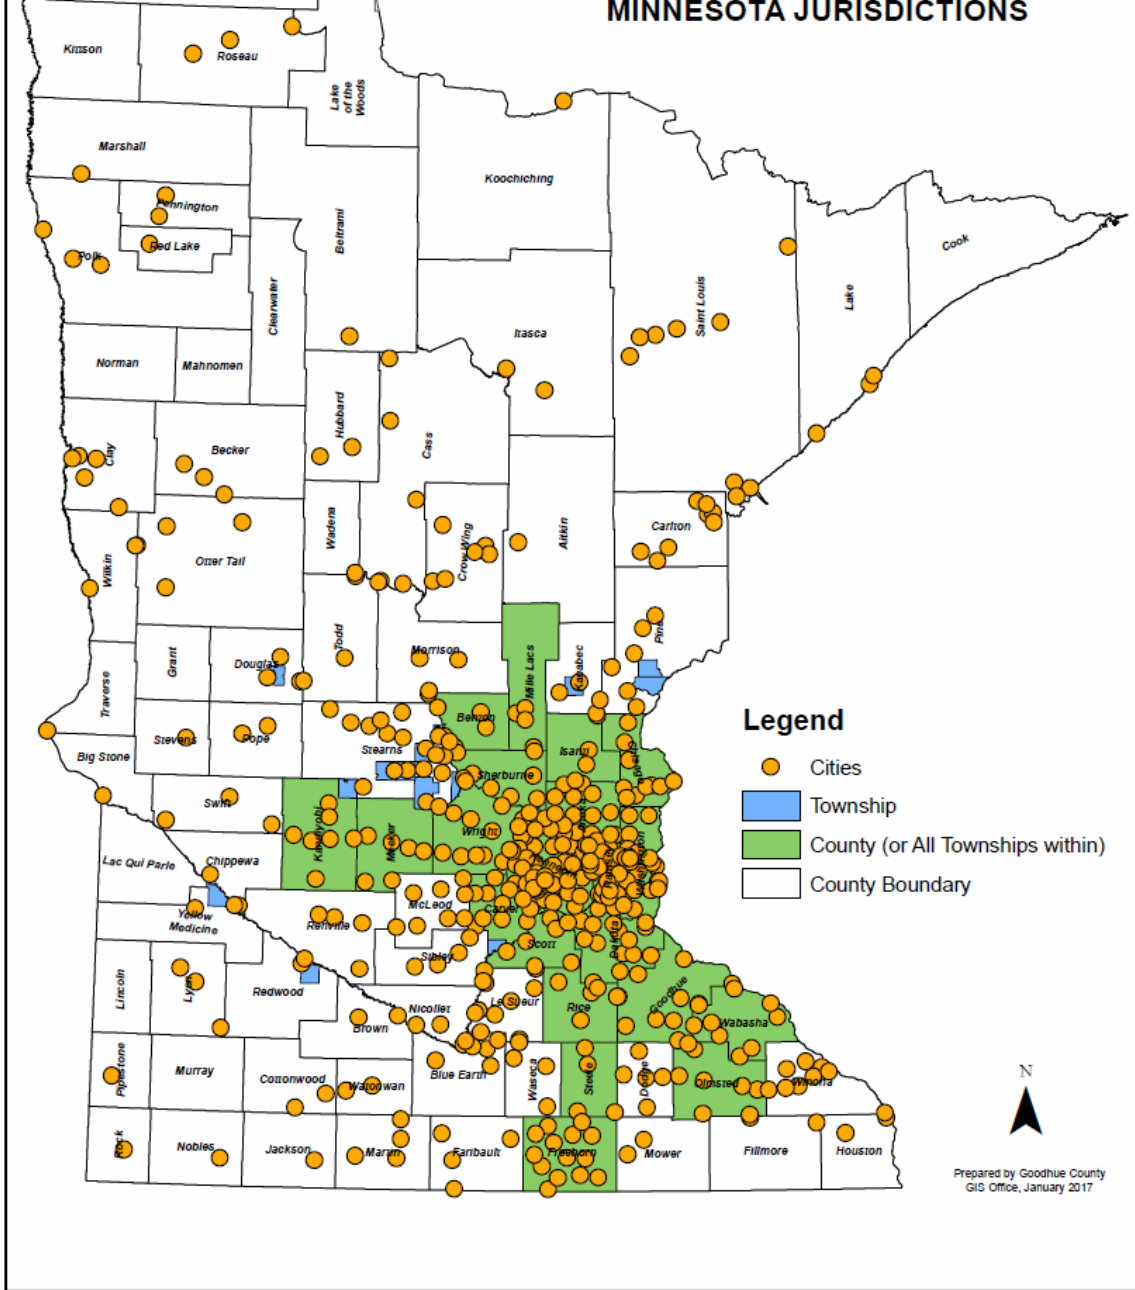 MINNESOTA JURISDICTIONS
Kittson
Roseau
Lake
of the
Woods
Marshall
Koochiching
Pennington
Beltrami
Red Lake
Polk
Cook
Clearwater
Saint Louis
Lake
Itasca
Norman
Mahnomen
Hubbard
Cass
Clay
Becker
Wadena
Crow Wing
Aitkin
Carlton
Otter Tail
Wilkin
Pine
Todd
Morrison
Grant
Douglas
Mille Lacs
Kanabec
Traverse
Benton
Stevens
Pope
Stearns
Isanti
Chisago
Big Stone
Sherburne
Swift
Kandiyohi
Meeker
Wright
Anoka
Hennepin
Ramsey
Washington
Lac Qui Parle
Chippewa
McLeod
Carver
Yellow
Medicine
Renville
Scott
Dakota
Sibley
Lincoln
Lyon
Redwood
Nicollet
Le Sueur
Rice
Goodhue
Wabasha
Brown
Pipestone
Murray
Cottonwood
Watonwan
Blue Earth
Waseca
Steele
Dodge
Olmsted
Winona
Rock
Nobles
Jackson
Martin
Faribault
Freeborn
Mower
Fillmore
Houston
Legend
Cities
Township
County (or All Townships within)
County Boundary
N
Prepared by Goodhue County
GIS Office, January 2017